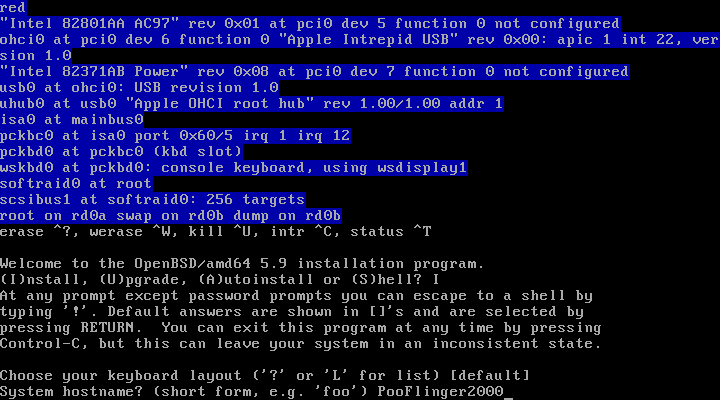 red
"Intel 82801AA AC97" rev 0x01 at pci0 dev 5 function 0 not configured
ohci0 at pci0 dev 6 function 0 "Apple Intrepid USB" rev 0x00: apic 1 int 22, ver
sion 1.0
"Intel 82371AB Power" rev 0x08 at pci0 dev 7 function 0 not configured
usb0 at ohci0: USB revision 1.0
uhub0 at usb0 "Apple OHCI root hub" rev 1.00/1.00 addr 1
isa0 at mainbus0
pckbc0 at isa0 port 0x60/5 irq 1 irq 12
pckbd0 at pckbc0 (kbd slot)
wskbd0 at pckbd0: console keyboard, using wsdisplay1
softraid0 at root
scsibus1 at softraid0: 256 targets
root on rd0a swap on rd0b dump on rd0b
erase ^?, werase ^W, kill ^U, intr ^C, status ^T

Welcome to the OpenBSD/amd64 5.9 installation program.
(I)nstall, (U)pgrade, (A)utoinstall or (S)hell? I
At any prompt except password prompts you can escape to a shell by
typing '!'. Default answers are shown in []'s and are selected by
pressing RETURN.  You can exit this program at any time by pressing
Control-C, but this can leave your system in an inconsistent state.

Choose your keyboard layout ('?' or 'L' for list) [default]
System hostname? (short form, e.g. 'foo') PooFlinger2000_